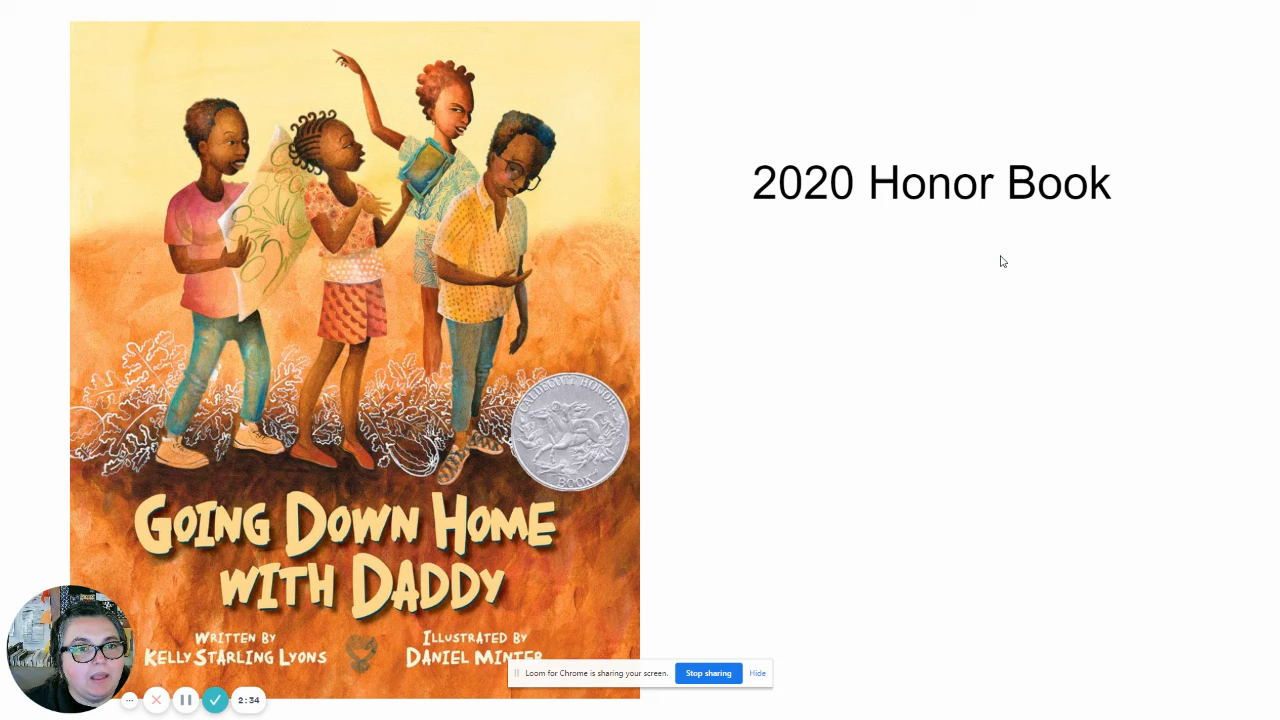 2020 Honor Book
CALDECOTT HONOR
BOOK
GOING DOWN HOME
WITH DADDY
WRITTEN BY
KELLY STARLING LYONS
ILLUSTRATED BY
DANIEL MINTER
Loom for Chrome is sharing your screen.
Stop sharing
Hide
2:34